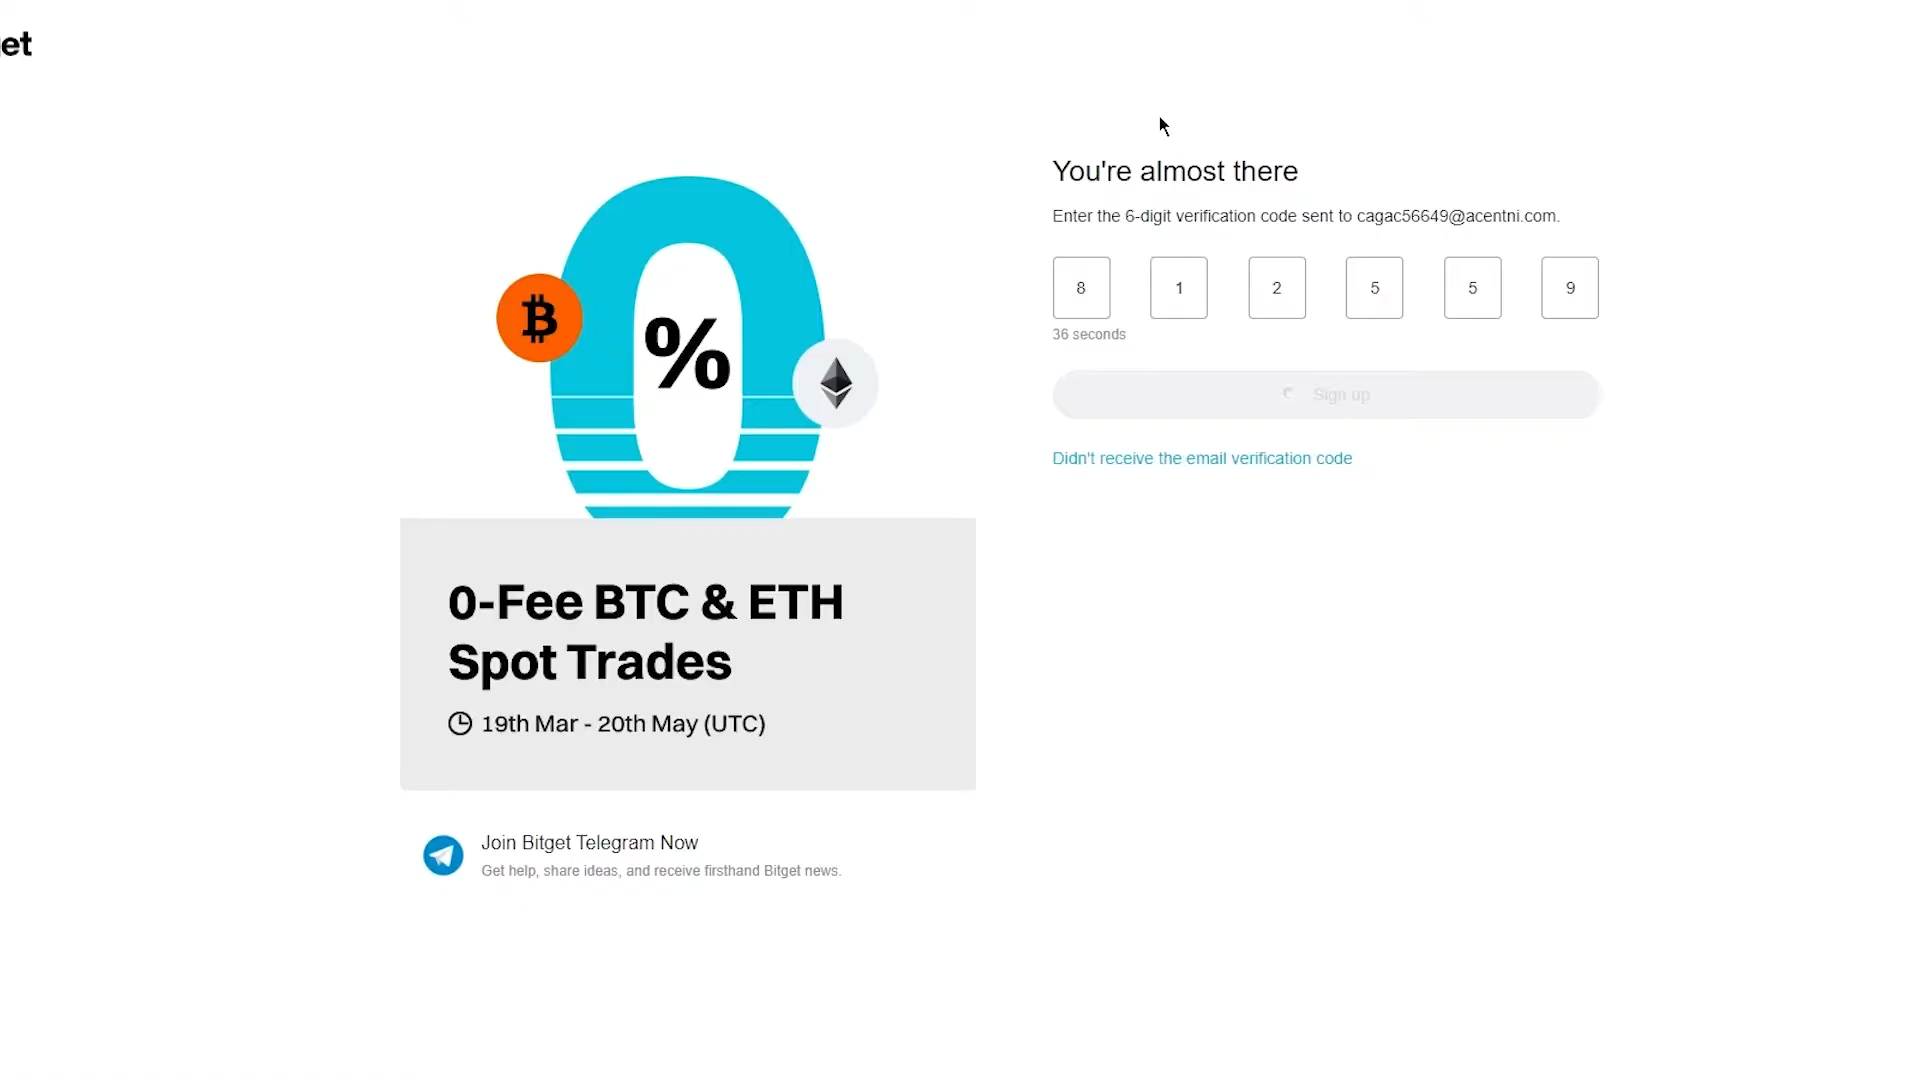 et
You're almost there
Enter the 6-digit verification code sent to cagac56649@acentni.com.
8 1 2 5 5 9
36 seconds
Sign up
Didn't receive the email verification code
0%
0-Fee BTC & ETH
Spot Trades
19th Mar - 20th May (UTC)
Join Bitget Telegram Now
Get help, share ideas, and receive firsthand Bitget news.